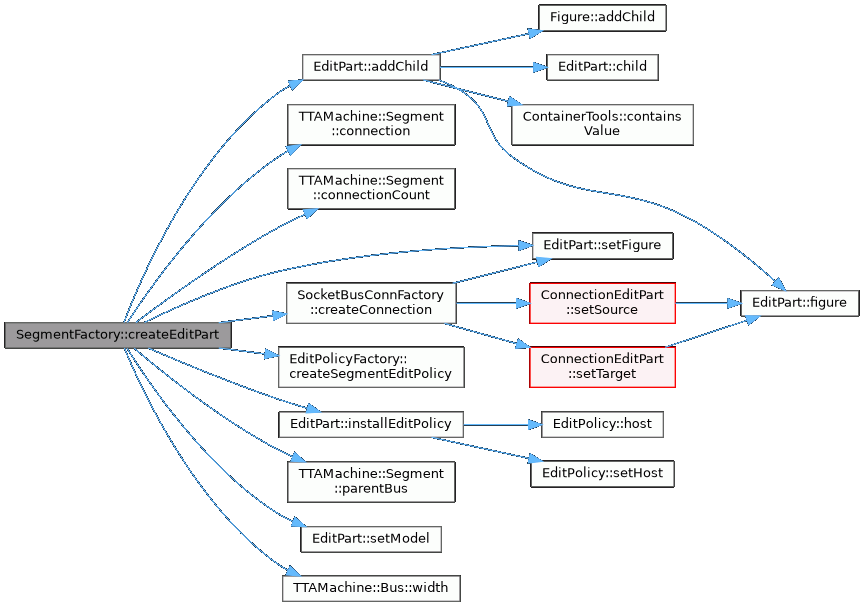 SegmentFactory::createEditPart
EditPart::addChild
Figure::addChild
EditPart::child
ContainerTools::contains
Value
TTAMachine::Segment
::connection
TTAMachine::Segment
::connectionCount
EditPart::setFigure
SocketBusConnFactory
::createConnection
ConnectionEditPart
::setSource
EditPart::figure
ConnectionEditPart
::setTarget
EditPolicyFactory::
createSegmentEditPolicy
EditPart::installEditPolicy
EditPolicy::host
EditPolicy::setHost
TTAMachine::Segment
::parentBus
EditPart::setModel
TTAMachine::Bus::width